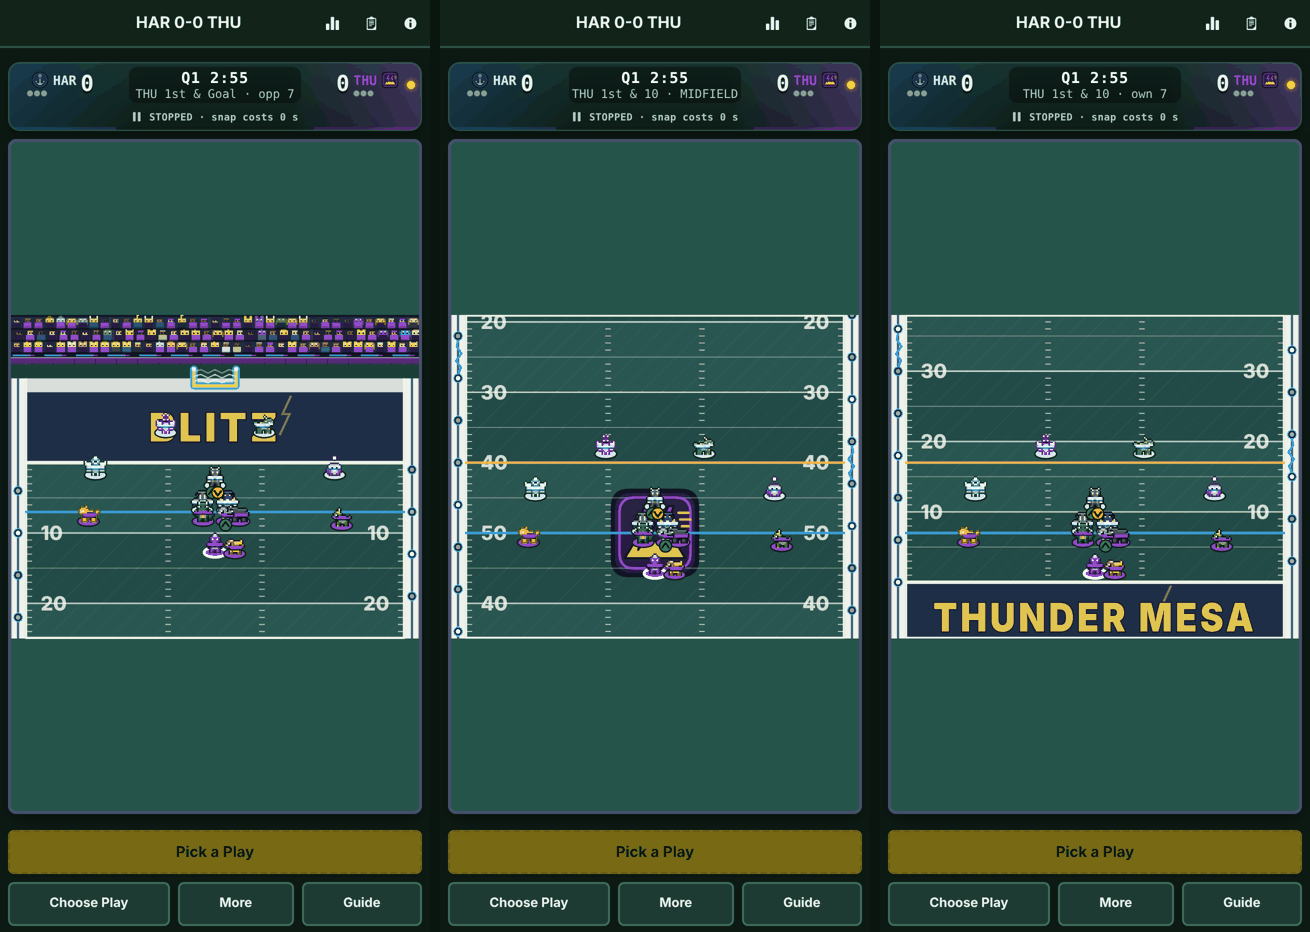 HAR 0-0 THU
HAR 0
Q1 2:55
0 THU
THU 1st & Goal · opp 7
STOPPED · snap costs 0 s
BLITZ
10 10
20 20
Pick a Play
Choose Play
More
Guide
HAR 0-0 THU
HAR 0
Q1 2:55
0 THU
THU 1st & 10 · MIDFIELD
STOPPED · snap costs 0 s
20 20
30 30
40 40
50 50
40 40
Pick a Play
Choose Play
More
Guide
HAR 0-0 THU
HAR 0
Q1 2:55
0 THU
THU 1st & 10 · own 7
STOPPED · snap costs 0 s
30 30
20 20
10 10
THUNDER MESA
Pick a Play
Choose Play
More
Guide